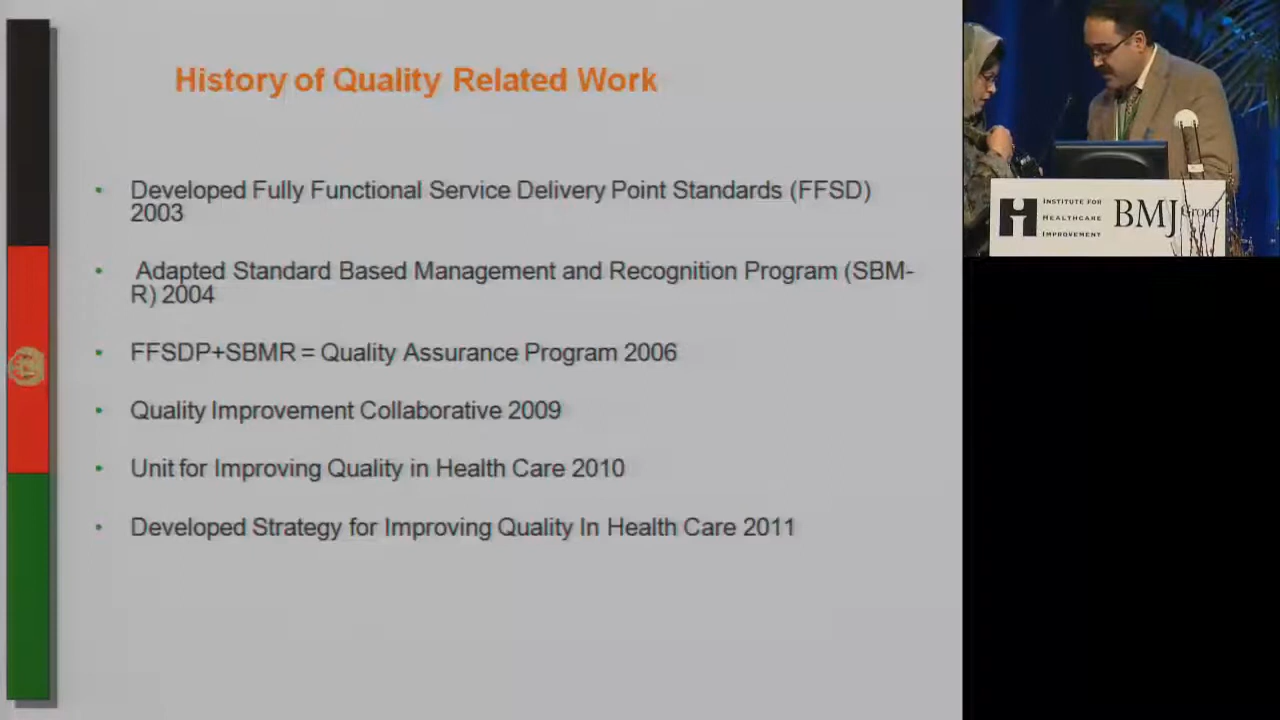 History of Quality Related Work
• Developed Fully Functional Service Delivery Point Standards (FFSD)
2003
• Adapted Standard Based Management and Recognition Program (SBM-
R) 2004
• FFSDP+SBMR = Quality Assurance Program 2006
• Quality Improvement Collaborative 2009
• Unit for Improving Quality in Health Care 2010
• Developed Strategy for Improving Quality In Health Care 2011
INSTITUTE FOR
HEALTHCARE
IMPROVEMENT
BMJ Group